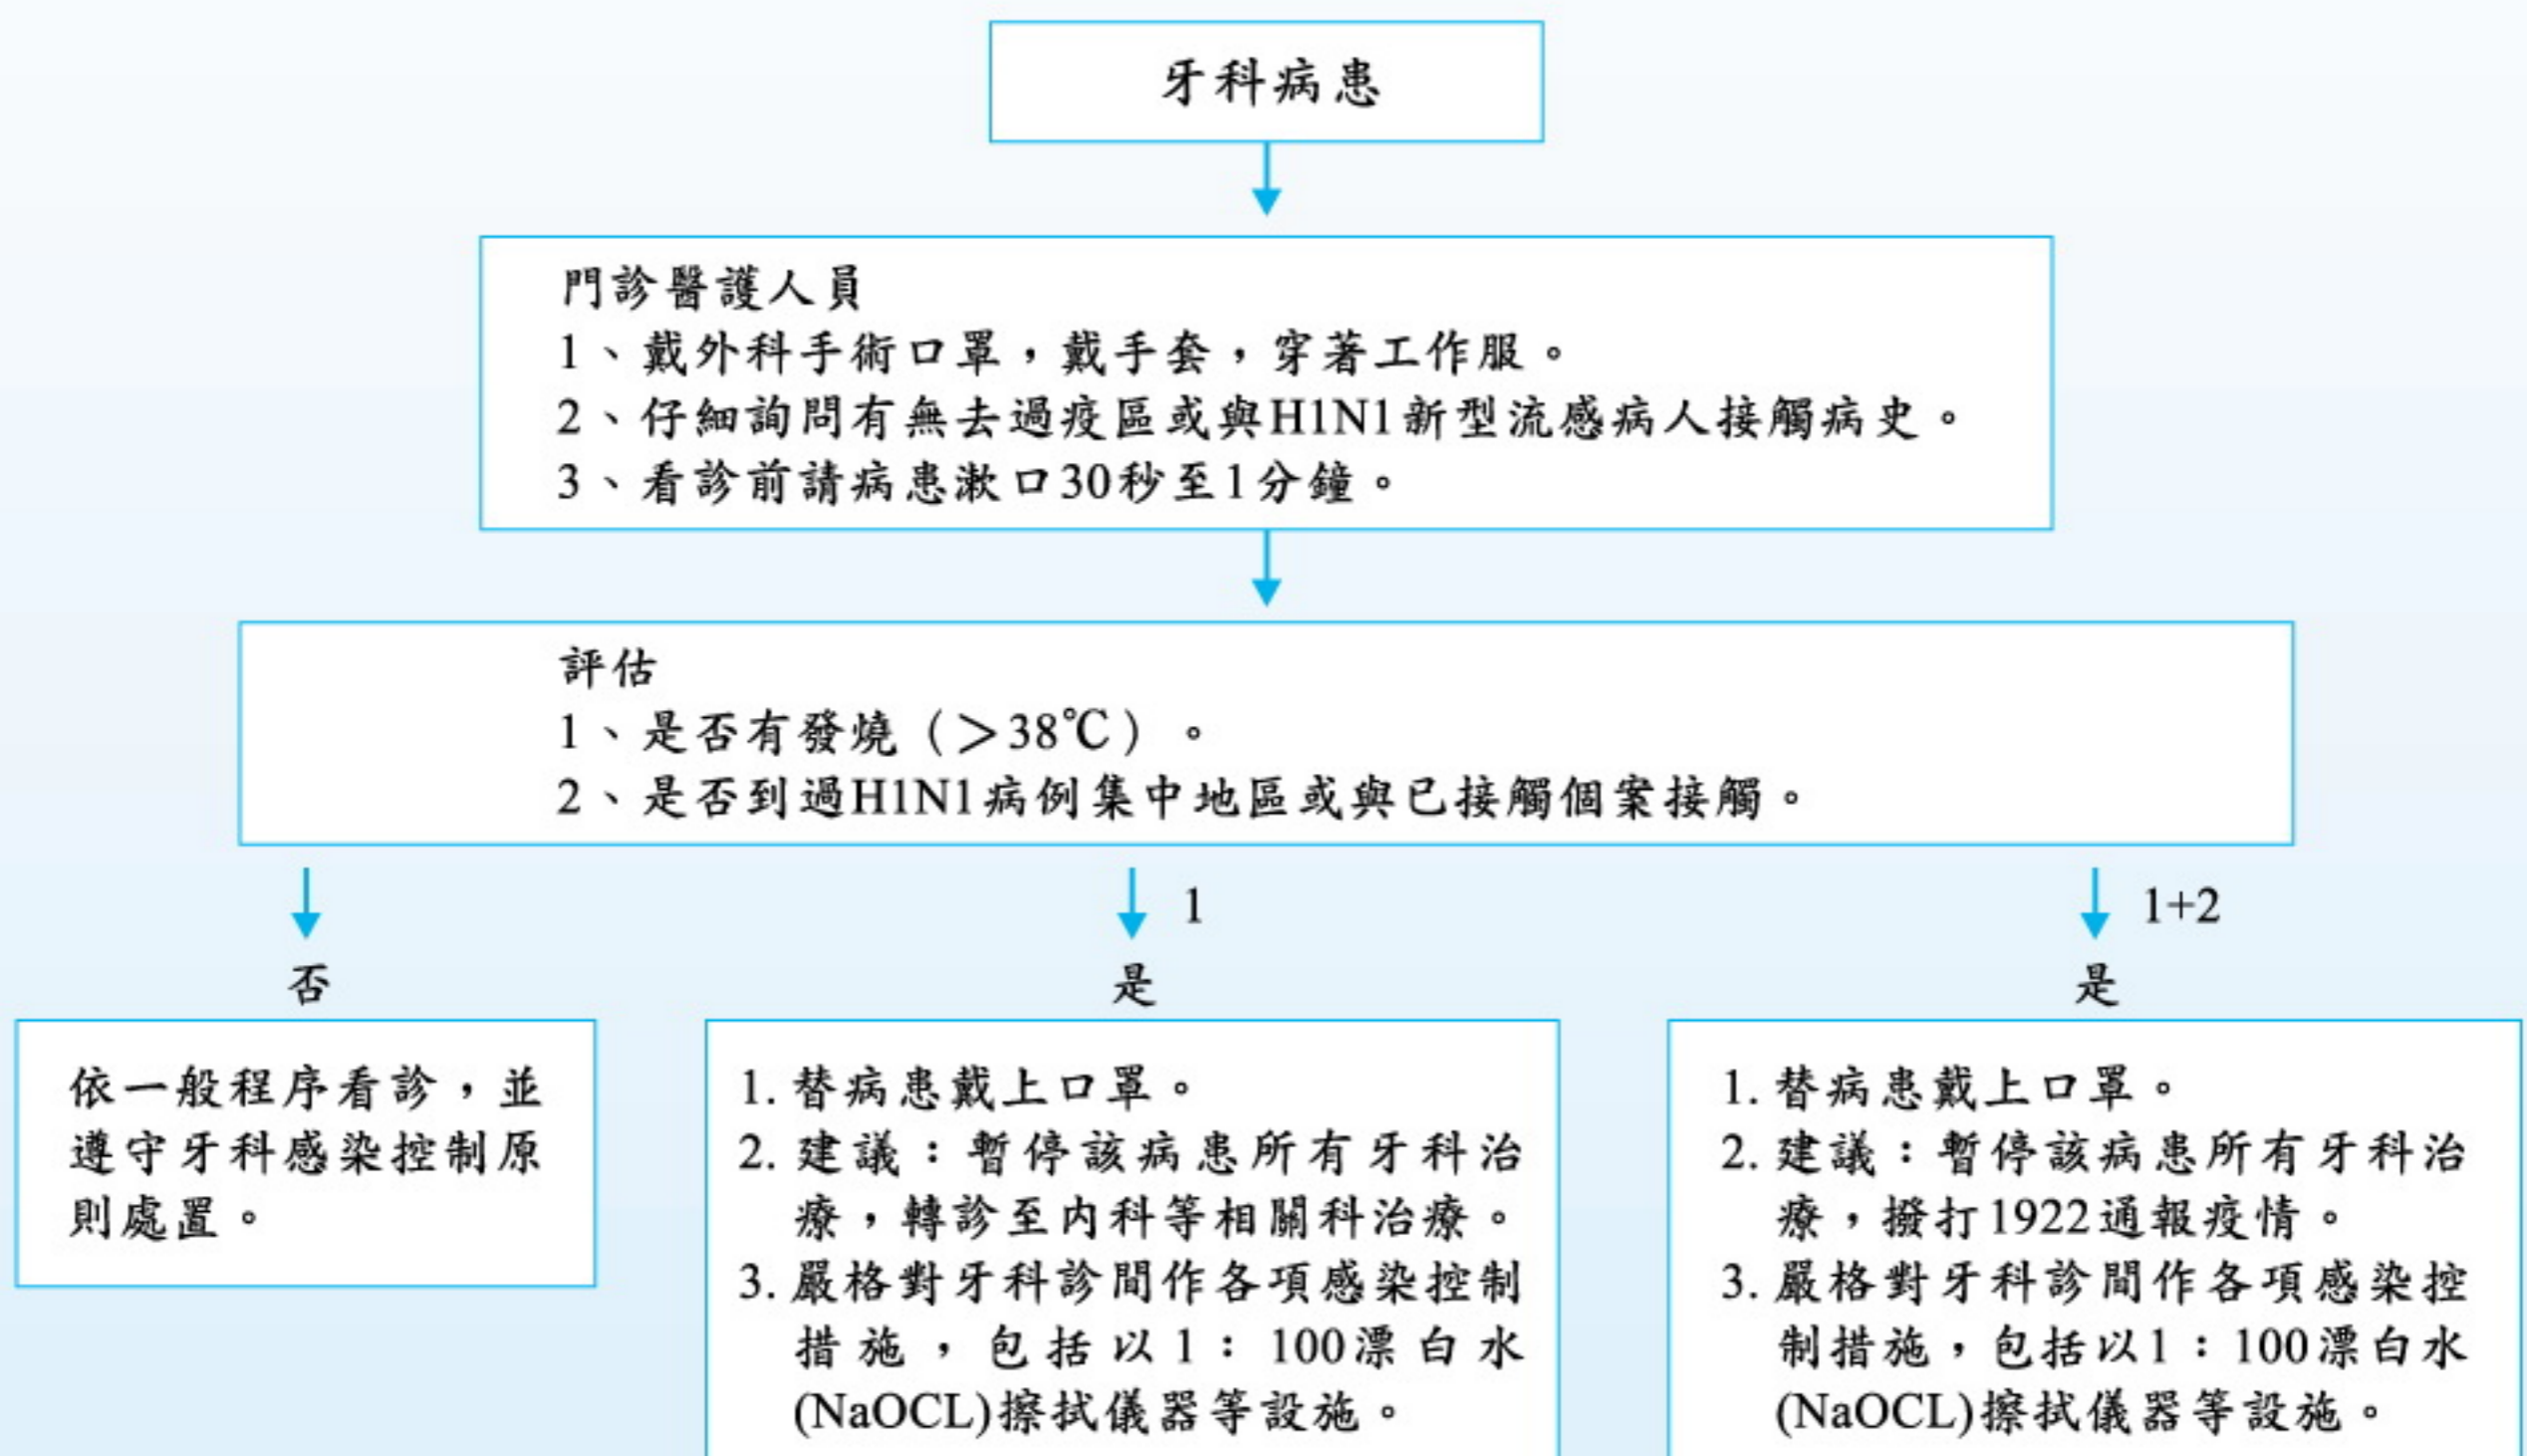 牙科病患
門診醫護人員
1、戴外科手術口罩，戴手套，穿著工作服。
2、仔細詢問有無去過疫區或與H1N1新型流感病人接觸病史。
3、看診前請病患漱口30秒至1分鐘。
評估
1、是否有發燒（＞38℃）。
2、是否到過H1N1病例集中地區或與已接觸個案接觸。
否
依一般程序看診，並
遵守牙科感染控制原
則處置。
1
是
1. 替病患戴上口罩。
2. 建議：暫停該病患所有牙科治
療，轉診至內科等相關科治療。
3. 嚴格對牙科診間作各項感染控制
措施，包括以1：100漂白水
(NaOCL)擦拭儀器等設施。
1+2
是
1. 替病患戴上口罩。
2. 建議：暫停該病患所有牙科治
療，撥打1922通報疫情。
3. 嚴格對牙科診間作各項感染控
制措施，包括以1：100漂白水
(NaOCL)擦拭儀器等設施。